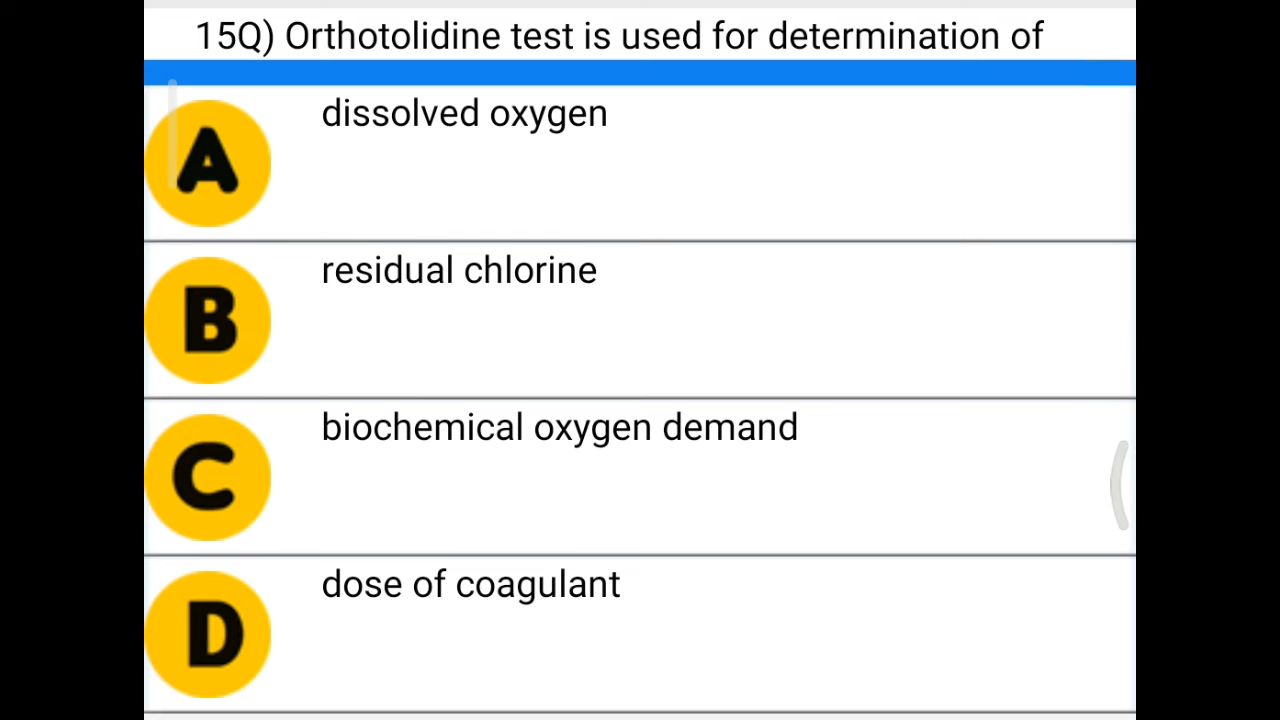 15Q) Orthotolidine test is used for determination of
A dissolved oxygen
B residual chlorine
C biochemical oxygen demand
D dose of coagulant